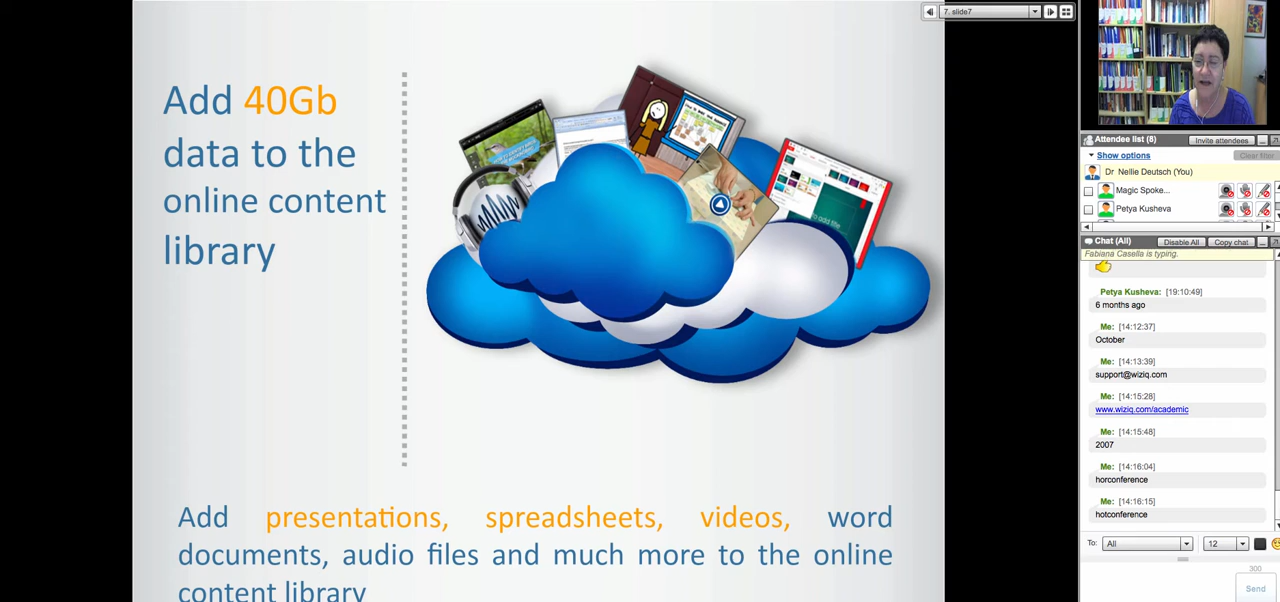 7. slide7
Add 40Gb
data to the
online content
library
Add presentations, spreadsheets, videos, word
documents, audio files and much more to the online
content library
Attendee list (8)
Invite attendees
Show options
Clear filter
Dr Nellie Deutsch (You)
Magic Spoke...
Petya Kusheva
Chat (All)
Disable All
Copy chat
Fabiana Casella is typing.
Petya Kusheva: [19:10:49]
6 months ago
Me: [14:12:37]
October
Me: [14:13:39]
support@wiziq.com
Me: [14:15:28]
www.wiziq.com/academic
Me: [14:15:48]
2007
Me: [14:16:04]
horconference
Me: [14:16:15]
hotconference
To: All 12
300
Send